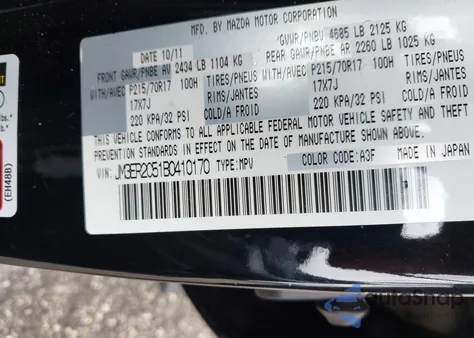 MFD. BY MAZDA MOTOR CORPORATION
DATE 10/11 GVWR/PNBV 4685 LB 2125 KG
FRONT GAWR/PNBE AV 2434 LB 1104 KG REAR GAWR/PNBE AR 2260 LB 1025 KG
WITH/AVEC P215/70R17 100H TIRES/PNEUS WITH/AVEC P215/70R17 100H TIRES/PNEUS
17X7J RIMS/JANTES 17X7J RIMS/JANTES
220 KPA/32 PSI COLD/A FROID 220 KPA/32 PSI COLD/A FROID
THIS VEHICLE CONFORMS TO ALL APPLICABLE FEDERAL MOTOR VEHICLE SAFETY
PREVENTION STANDARDS IN EFFECT ON THE DATE OF MANUFACTURE SHOWN
VIN: JM3ER2C51B0410170 TYPE: MPV COLOR CODE: A3F MADE IN JAPAN
(EH48B)
autoSnap